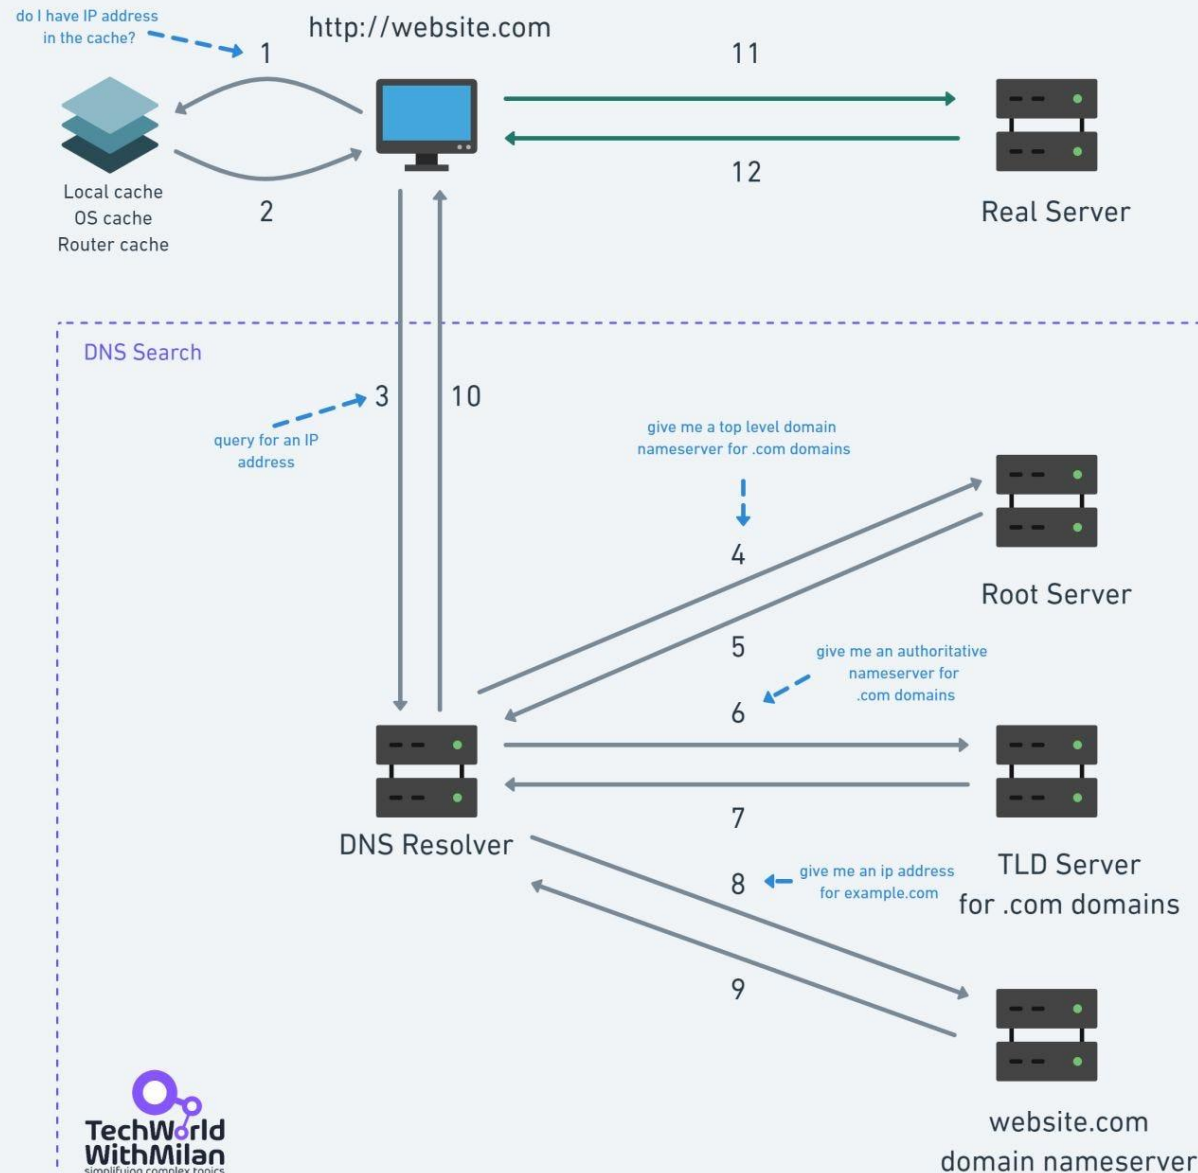 do I have IP address
in the cache?
http://website.com
1
11
12
Local cache
OS cache
Router cache
2
Real Server
DNS Search
3
10
query for an IP
address
give me a top level domain
nameserver for .com domains
4
Root Server
5
give me an authoritative
nameserver for
.com domains
6
7
DNS Resolver
TLD Server
for .com domains
8
give me an ip address
for example.com
9
website.com
domain nameserver
TechWorld
WithMilan
simplifying complex topics